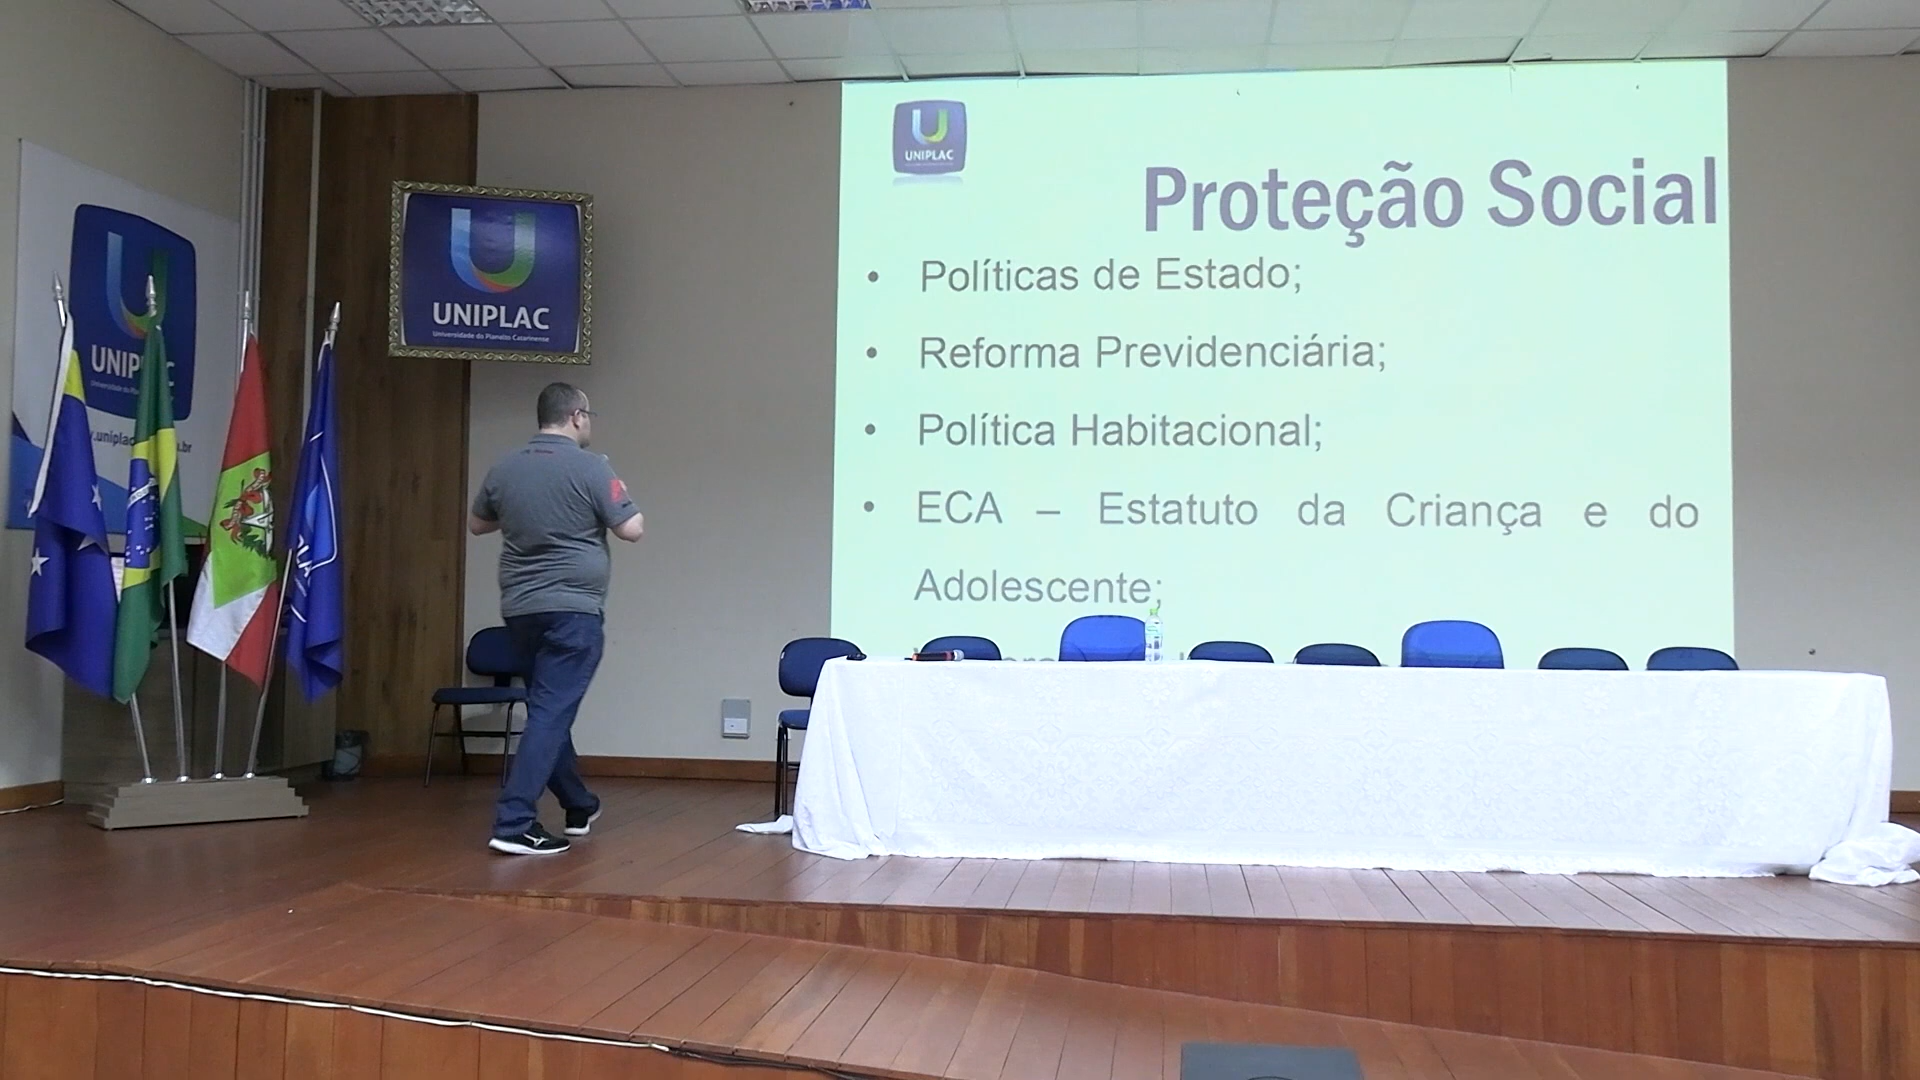 UNIPLAC
Proteção Social
• Políticas de Estado;
• Reforma Previdenciária;
• Política Habitacional;
• ECA – Estatuto da Criança e do
Adolescente;
UNIPLAC
Universidade do Planalto Catarinense